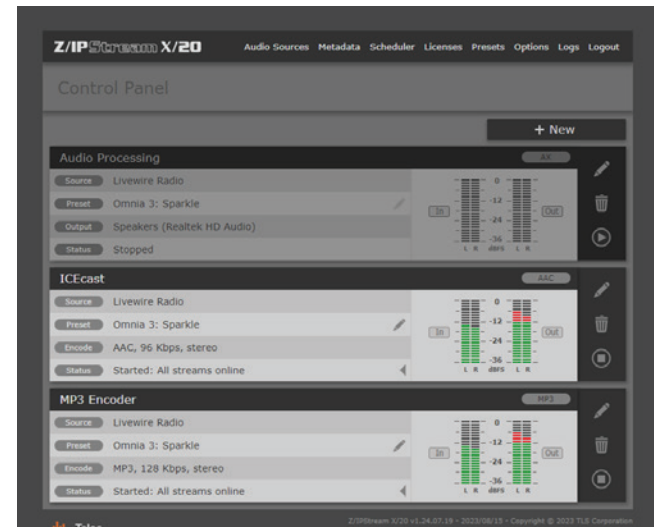 Z/IPStream X/20 Audio Sources Metadata Scheduler Licenses Presets Options Logs Logout
Control Panel
+ New
Audio Processing AX
Source Livewire Radio
Preset Omnia 3: Sparkle
Output Speakers (Realtek HD Audio)
Status Stopped
In 0 -12 -24 -36 Out
L R dBFS L R
ICEcast AAC
Source Livewire Radio
Preset Omnia 3: Sparkle
Encode AAC, 96 Kbps, stereo
Status Started: All streams online
In 0 -12 -24 -36 Out
L R dBFS L R
MP3 Encoder MP3
Source Livewire Radio
Preset Omnia 3: Sparkle
Encode MP3, 128 Kbps, stereo
Status Started: All streams online
In 0 -12 -24 -36 Out
L R dBFS L R
Telos Z/IPStream X/20 v1.24.07.19 - 2023/08/15 - Copyright © 2023 TLS Corporation